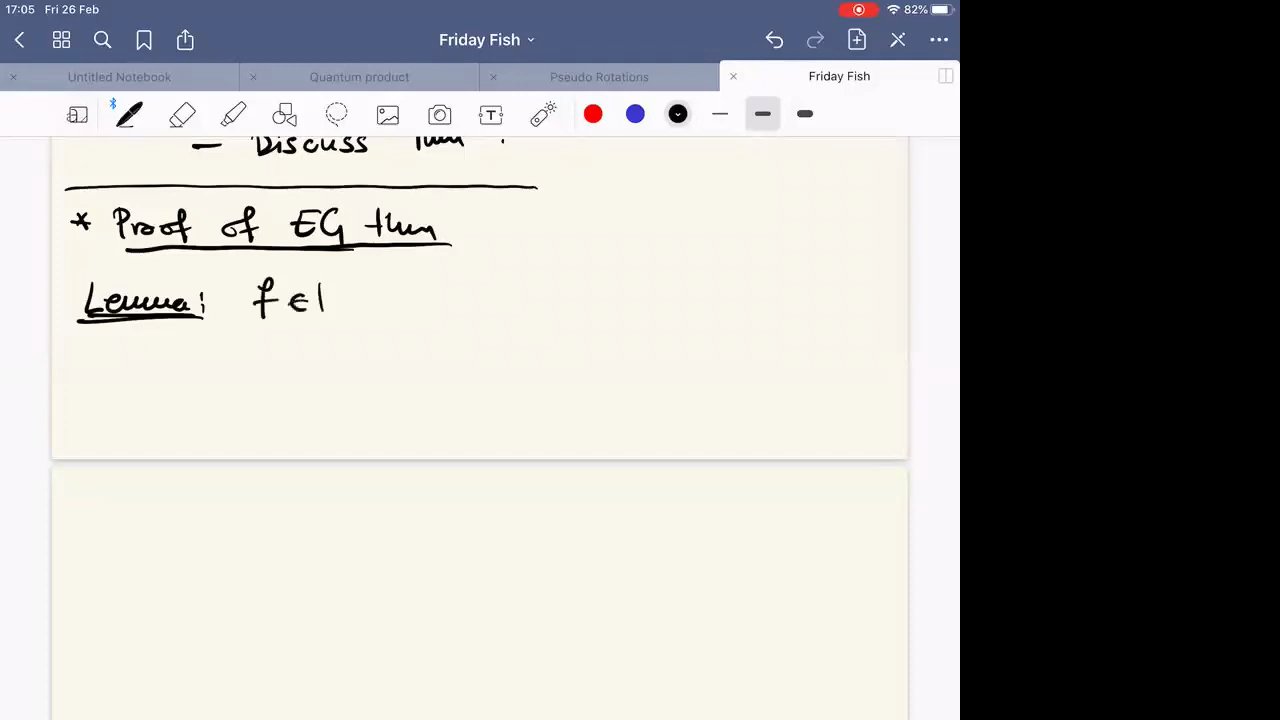 17:05 Fri 26 Feb 82%
Friday Fish
Untitled Notebook Quantum product Pseudo Rotations Friday Fish
T
— Discuss
* Proof of EG thm
Lemma: f ∈ |